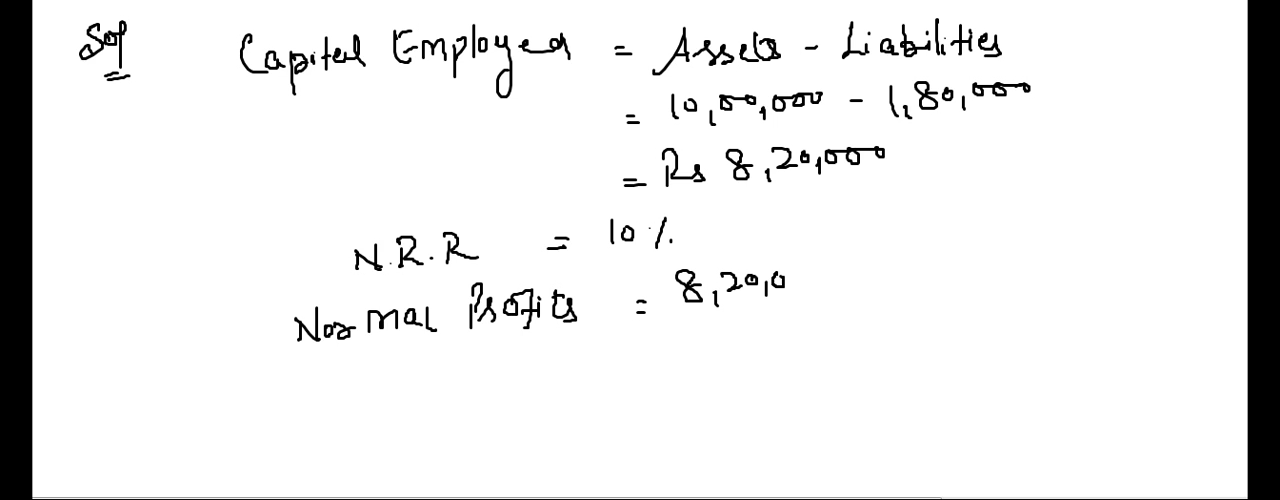 Sol Capital Employed = Assets - Liabilities
= 10,00,000 - 1,80,000
= Rs 8,20,000
N.R.R = 10%
Normal Profits = 8,20,0